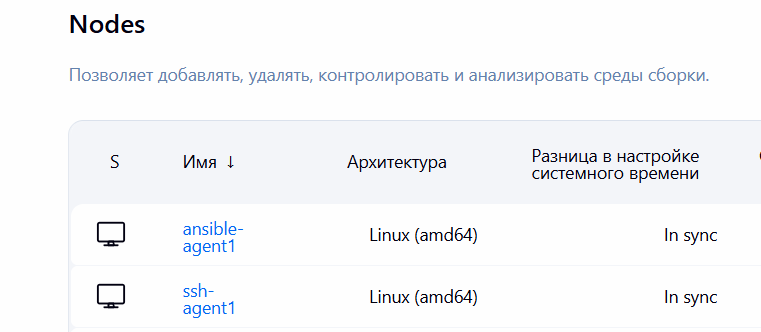 Nodes
Позволяет добавлять, удалять, контролировать и анализировать среды сборки.
S Имя ↓ Архитектура Разница в настройке системного времени
ansible-agent1 Linux (amd64) In sync
ssh-agent1 Linux (amd64) In sync